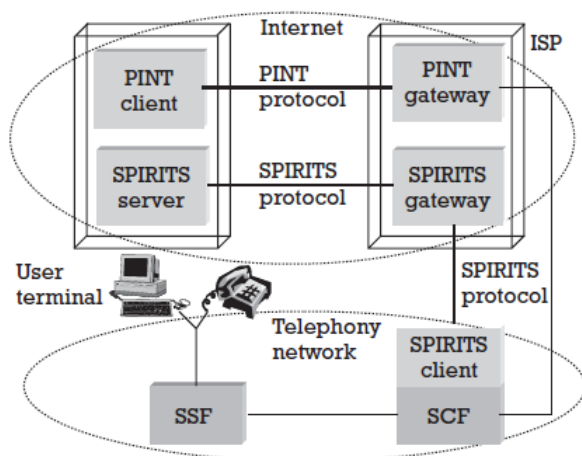 Internet
ISP
PINT
client
PINT
protocol
PINT
gateway
SPIRITS
server
SPIRITS
protocol
SPIRITS
gateway
User
terminal
SPIRITS
protocol
Telephony
network
SPIRITS
client
SSF
SCF